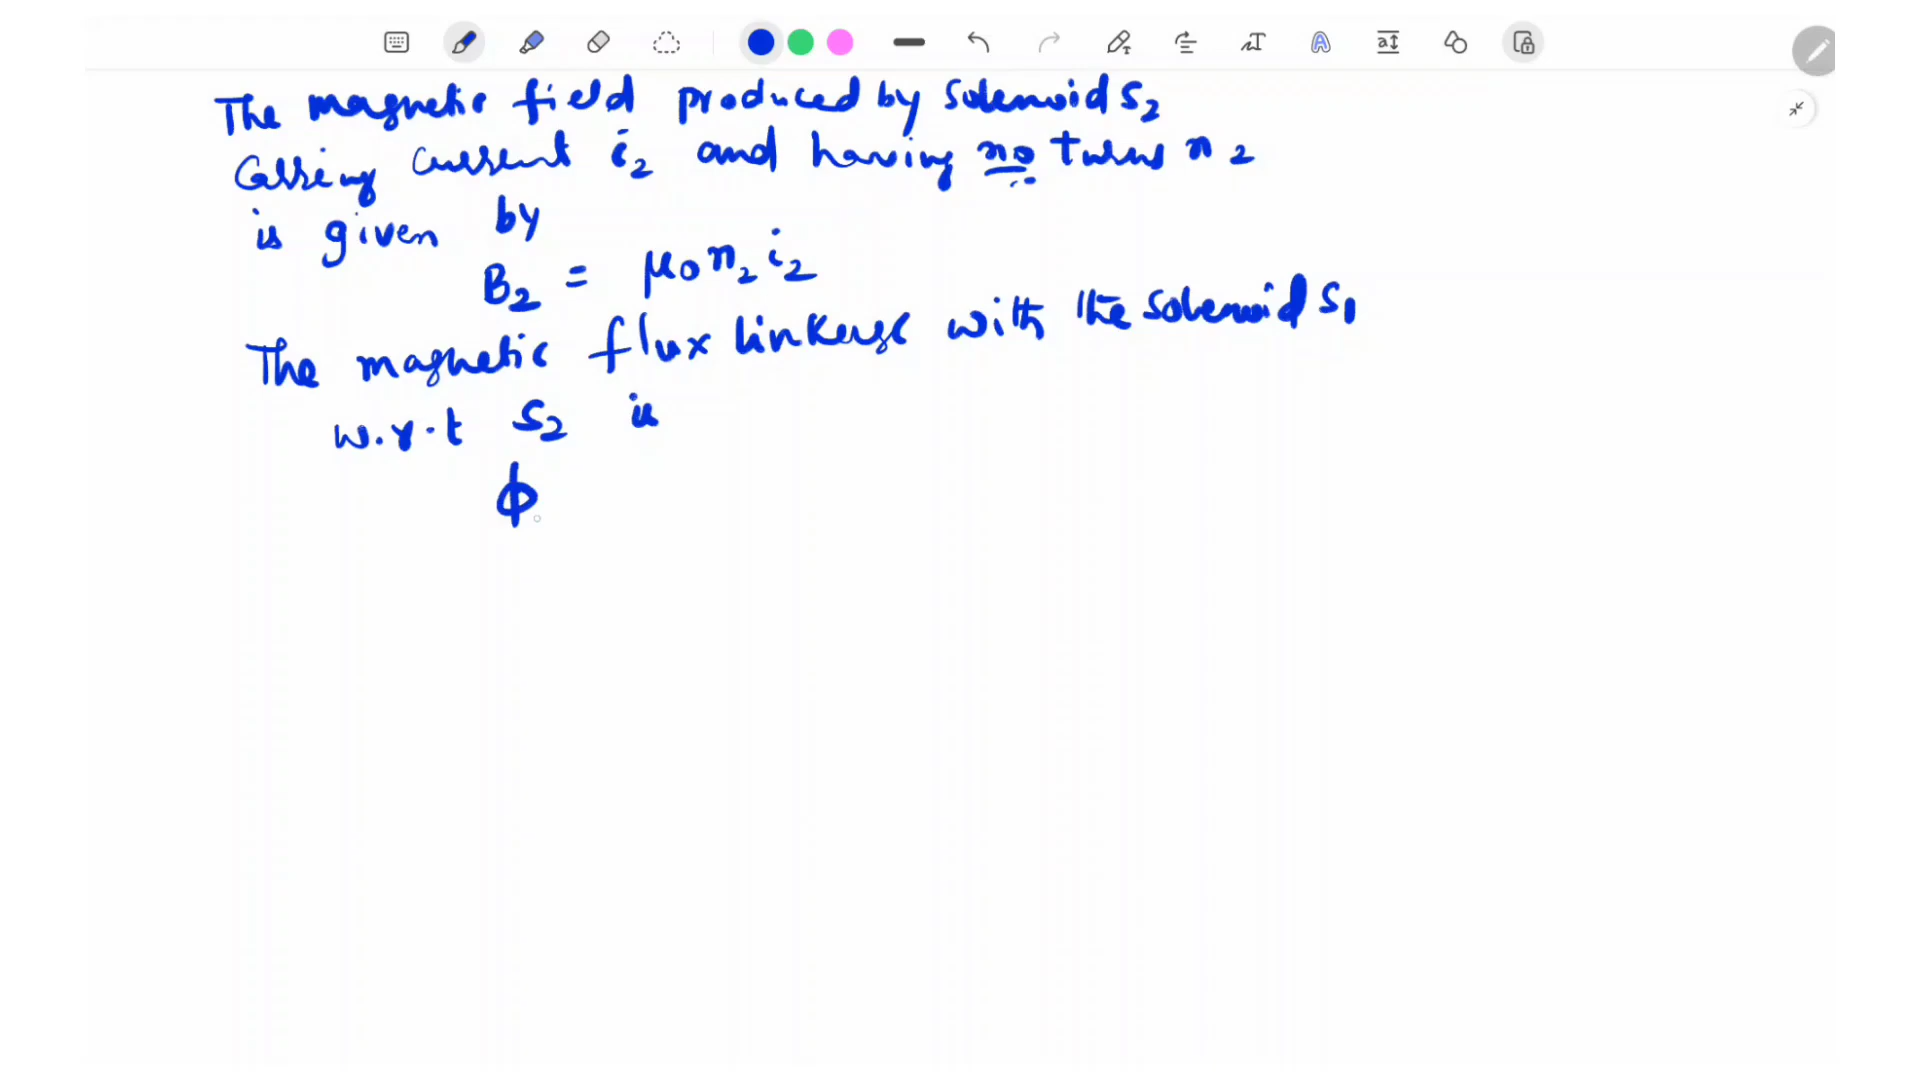 The magnetic field produced by Solenoid S₂
Carring current i₂ and having no turns n₂
is given by
B₂ = μ₀n₂i₂
The magnetic flux linkage with the Solenoid S₁
w.r.t S₂ is
ϕ